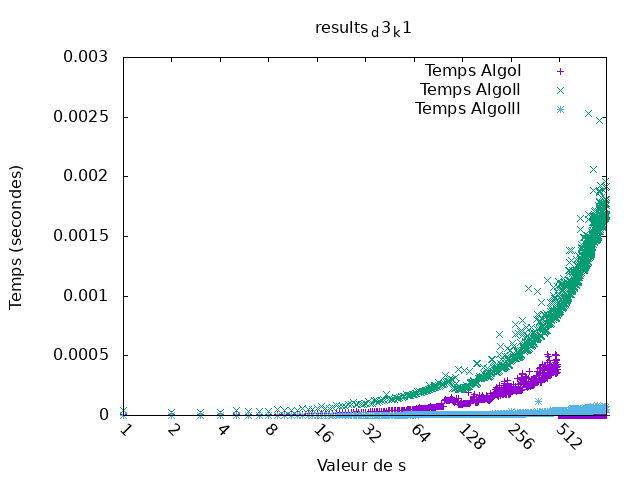 results_d3_k1
Temps AlgoI
Temps AlgoII
Temps AlgoIII
0.003
0.0025
0.002
0.0015
0.001
0.0005
0
Temps (secondes)
1 2 4 8 16 32 64 128 256 512
Valeur de s